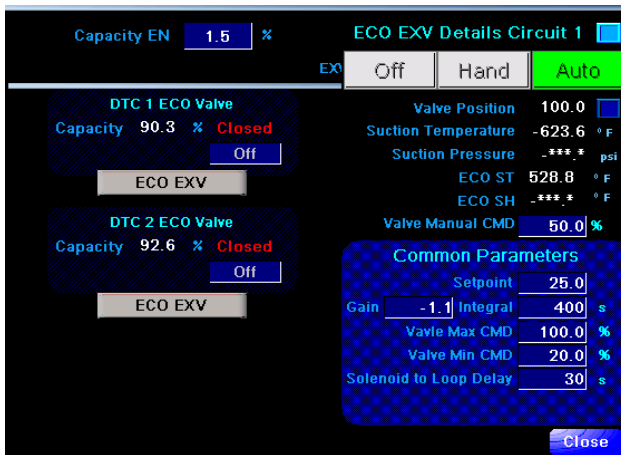 Capacity EN 1.5 %
ECO EXV Details Circuit 1
EX
Off Hand Auto
DTC 1 ECO Valve
Capacity 90.3 % Closed
Off
ECO EXV
DTC 2 ECO Valve
Capacity 92.6 % Closed
Off
ECO EXV
Valve Position 100.0
Suction Temperature -623.6 ° F
Suction Pressure -***.* psi
ECO ST 528.8 ° F
ECO SH -***.* ° F
Valve Manual CMD 50.0 %
Common Parameters
Setpoint 25.0
Gain -1.1 Integral 400 s
Vavle Max CMD 100.0 %
Valve Min CMD 20.0 %
Solenoid to Loop Delay 30 s
Close